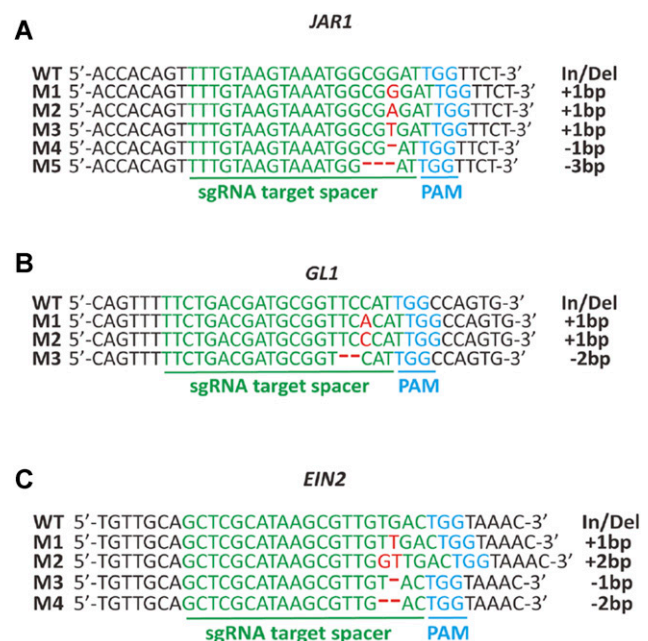 A
JAR1
WT 5′-ACCACAGTTTTGTAAGTAAATGGCGGATTGGTTCT-3′ In/Del
M1 5′-ACCACAGTTTTGTAAGTAAATGGCGGGATTGGTTCT-3′ +1bp
M2 5′-ACCACAGTTTTGTAAGTAAATGGCGAGATTGGTTCT-3′ +1bp
M3 5′-ACCACAGTTTTGTAAGTAAATGGCGTGATTGGTTCT-3′ +1bp
M4 5′-ACCACAGTTTTGTAAGTAAATGGCG-ATTGGTTCT-3′ -1bp
M5 5′-ACCACAGTTTTGTAAGTAAATGG---ATTGGTTCT-3′ -3bp
sgRNA target spacer PAM
B
GL1
WT 5′-CAGTTTTTCTGACGATGCGGTTCCATTGGCCAGTG-3′ In/Del
M1 5′-CAGTTTTTCTGACGATGCGGTTCACATTGGCCAGTG-3′ +1bp
M2 5′-CAGTTTTTCTGACGATGCGGTTCCCATTGGCCAGTG-3′ +1bp
M3 5′-CAGTTTTTCTGACGATGCGGT--CATTGGCCAGTG-3′ -2bp
sgRNA target spacer PAM
C
EIN2
WT 5′-TGTTGCAGCTCGCATAAGCGTTGTGACTGGTAAAC-3′ In/Del
M1 5′-TGTTGCAGCTCGCATAAGCGTTGTTGACTGGTAAAC-3′ +1bp
M2 5′-TGTTGCAGCTCGCATAAGCGTTGTGTTGACTGGTAAAC-3′ +2bp
M3 5′-TGTTGCAGCTCGCATAAGCGTTGT-ACTGGTAAAC-3′ -1bp
M4 5′-TGTTGCAGCTCGCATAAGCGTTG--ACTGGTAAAC-3′ -2bp
sgRNA target spacer PAM